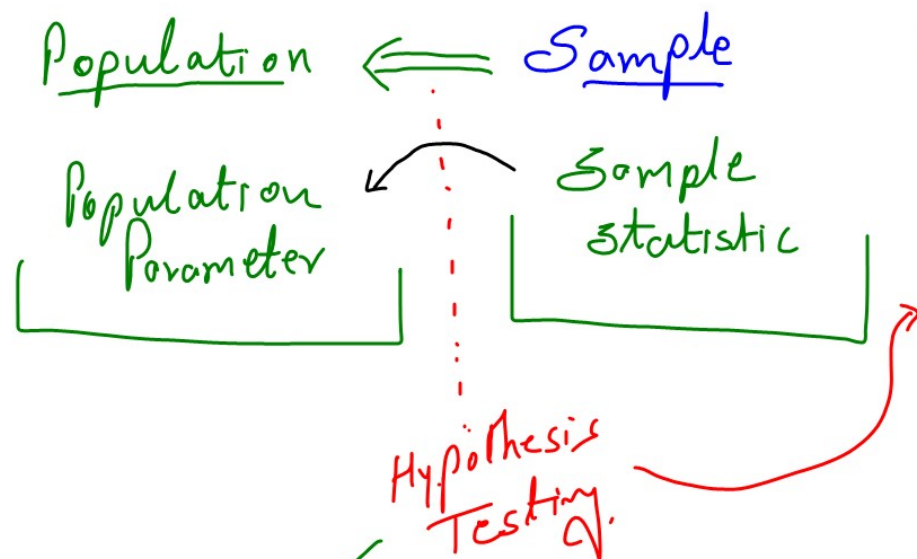 Population Sample
Population Sample
Parameter Statistic
Hypothesis
Testing.